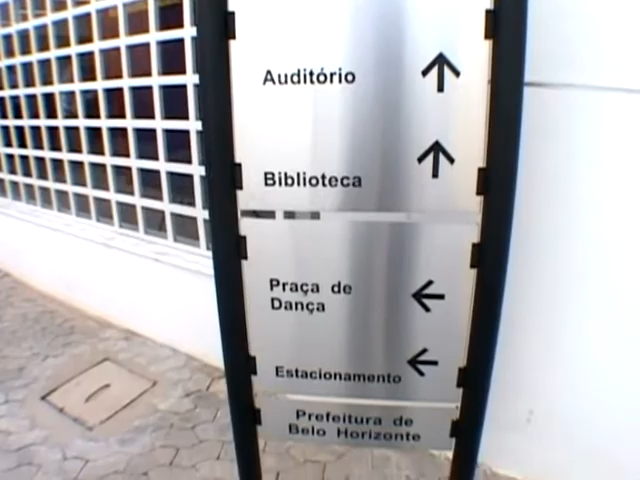 Auditório
Biblioteca
Praça de
Dança
Estacionamento
Prefeitura de
Belo Horizonte